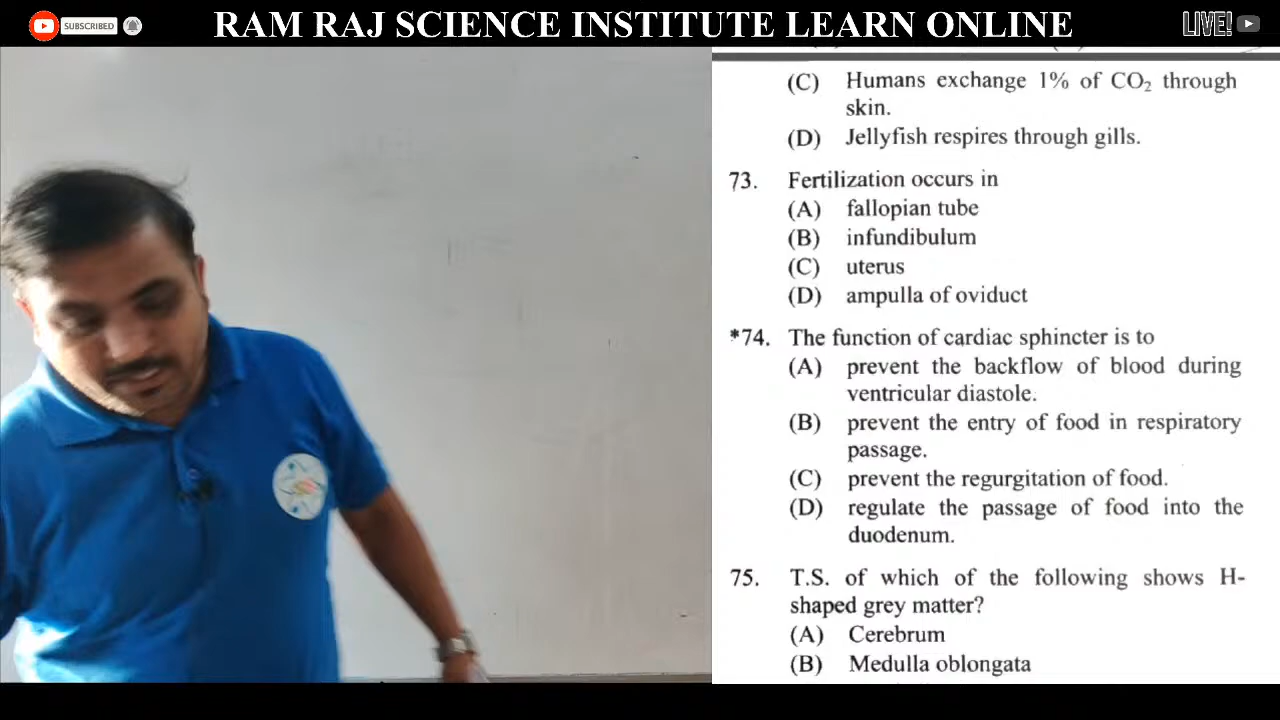 SUBSCRIBED
RAM RAJ SCIENCE INSTITUTE LEARN ONLINE
LIVE!
(C) Humans exchange 1% of CO₂ through
skin.
(D) Jellyfish respires through gills.
73. Fertilization occurs in
(A) fallopian tube
(B) infundibulum
(C) uterus
(D) ampulla of oviduct
*74. The function of cardiac sphincter is to
(A) prevent the backflow of blood during
ventricular diastole.
(B) prevent the entry of food in respiratory
passage.
(C) prevent the regurgitation of food.
(D) regulate the passage of food into the
duodenum.
75. T.S. of which of the following shows H-
shaped grey matter?
(A) Cerebrum
(B) Medulla oblongata